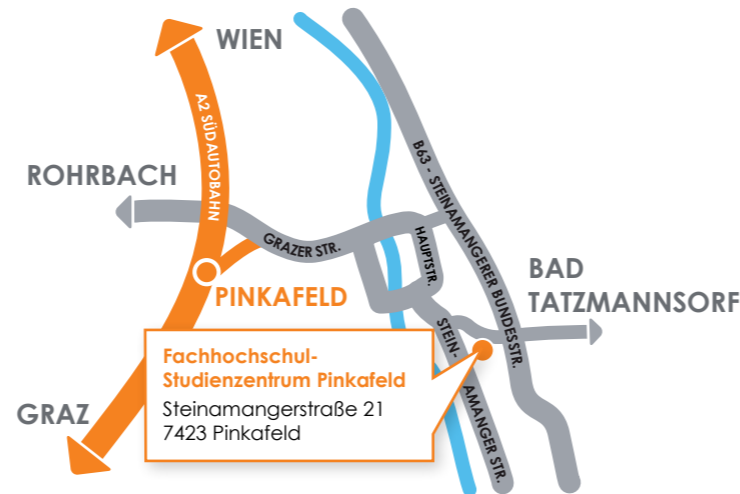 WIEN
A2 SÜDAUTOBAHN
B63 - STEINAMANGERER BUNDESSTR.
ROHRBACH
GRAZER STR.
HAUPTSTR.
BAD
TATZMANNSORF
PINKAFELD
STEIN-
AMANGER STR.
Fachhochschul-
Studienzentrum Pinkafeld
Steinamangerstraße 21
7423 Pinkafeld
GRAZ